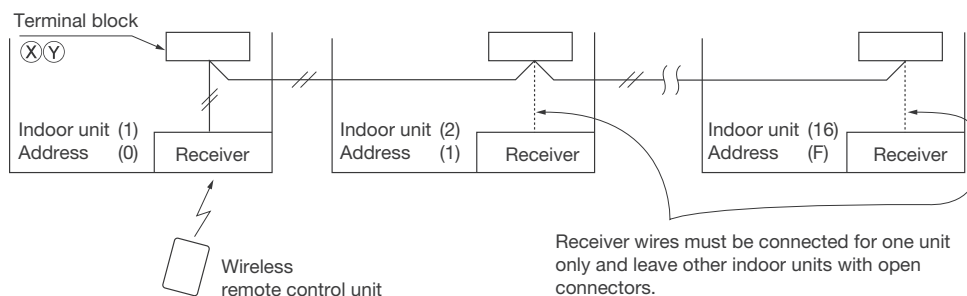 Terminal block
Ⓧ Ⓨ
Indoor unit (1)
Address (0)
Receiver
Indoor unit (2)
Address (1)
Receiver
Indoor unit (16)
Address (F)
Receiver
Wireless
remote control unit
Receiver wires must be connected for one unit
only and leave other indoor units with open
connectors.